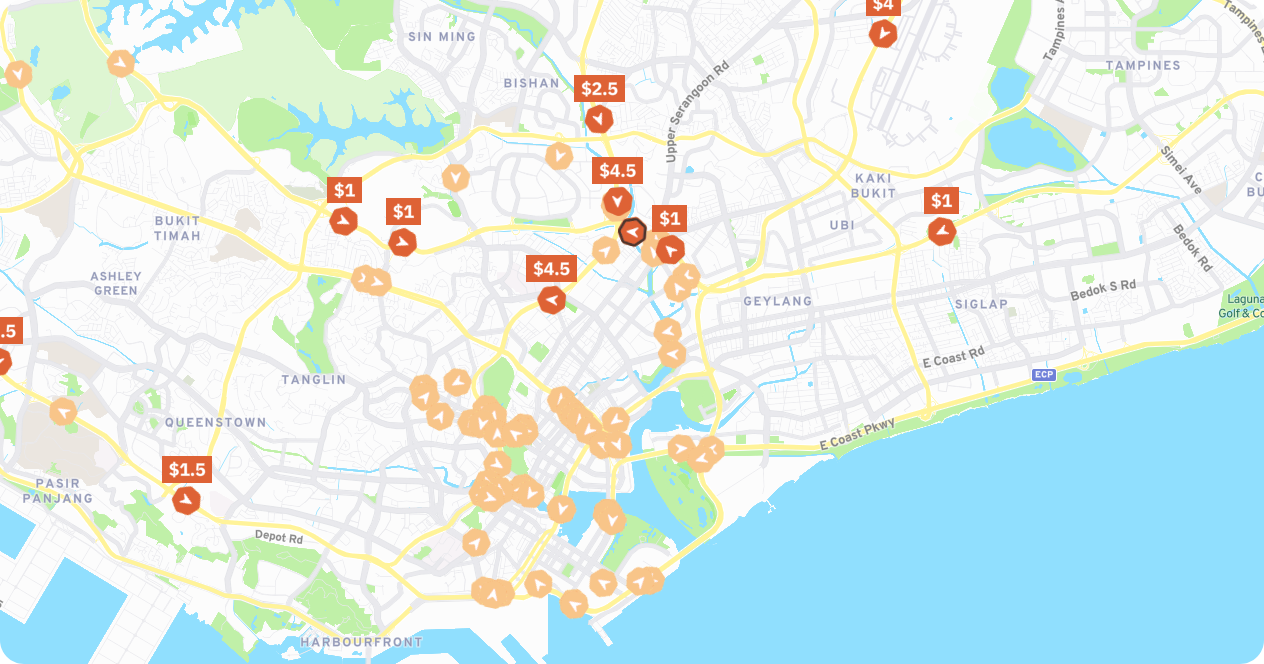 $4
SIN MING
BISHAN
$2.5
Upper Serangoon Rd
Tampines A
Tampines
TAMPINES
$4.5
Simei Ave
KAKI
BUKIT
$1
$1
$1
$1
BUKIT
TIMAH
UBI
Bedok Rd
ASHLEY
GREEN
$4.5
GEYLANG
SIGLAP
Bedok S Rd
Laguna
Golf & Co
.5
TANGLIN
E Coast Rd
ECP
QUEENSTOWN
E Coast Pkwy
$1.5
PASIR
PANJANG
Depot Rd
HARBOURFRONT